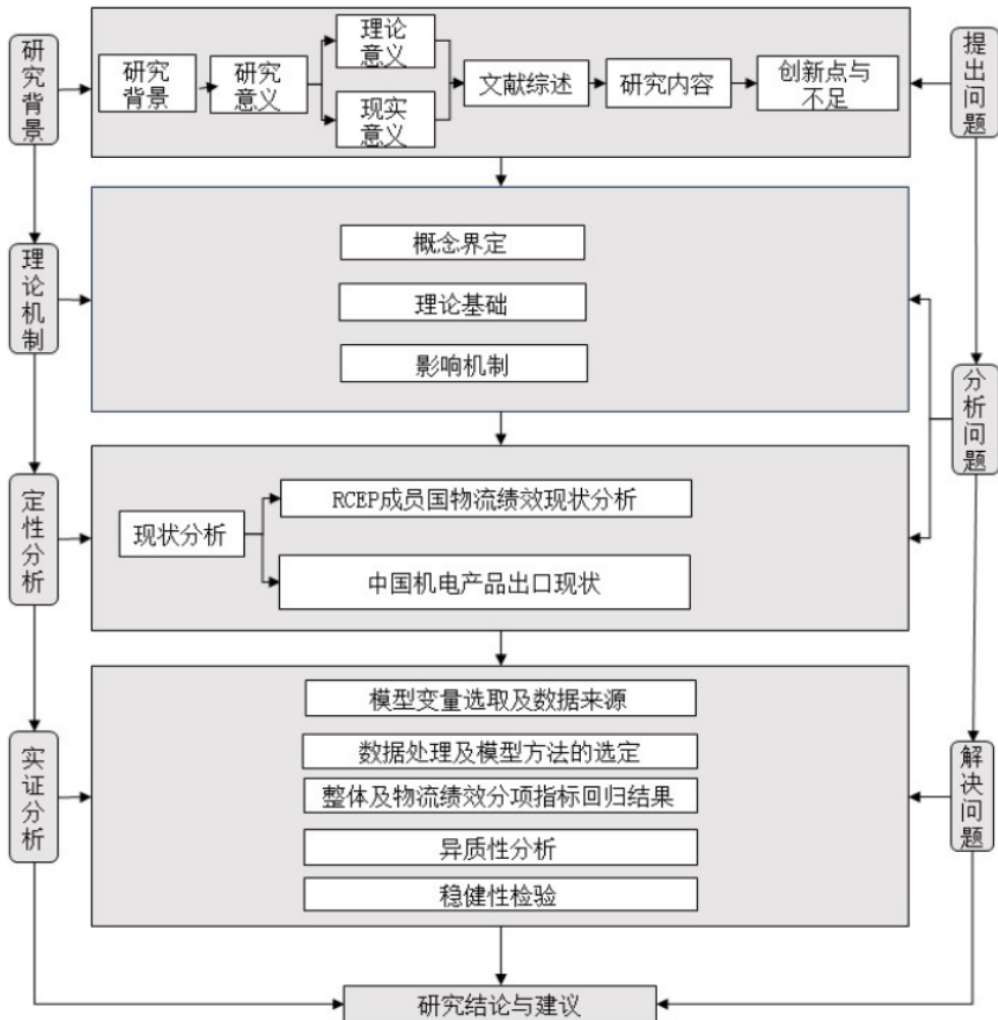 研究背景
研究
背景
研究
意义
理论
意义
现实
意义
文献综述
研究内容
创新点与
不足
提出问题
理论机制
概念界定
理论基础
影响机制
分析问题
定性分析
现状分析
RCEP成员国物流绩效现状分析
中国机电产品出口现状
实证分析
模型变量选取及数据来源
数据处理及模型方法的选定
整体及物流绩效分项指标回归结果
异质性分析
稳健性检验
解决问题
研究结论与建议